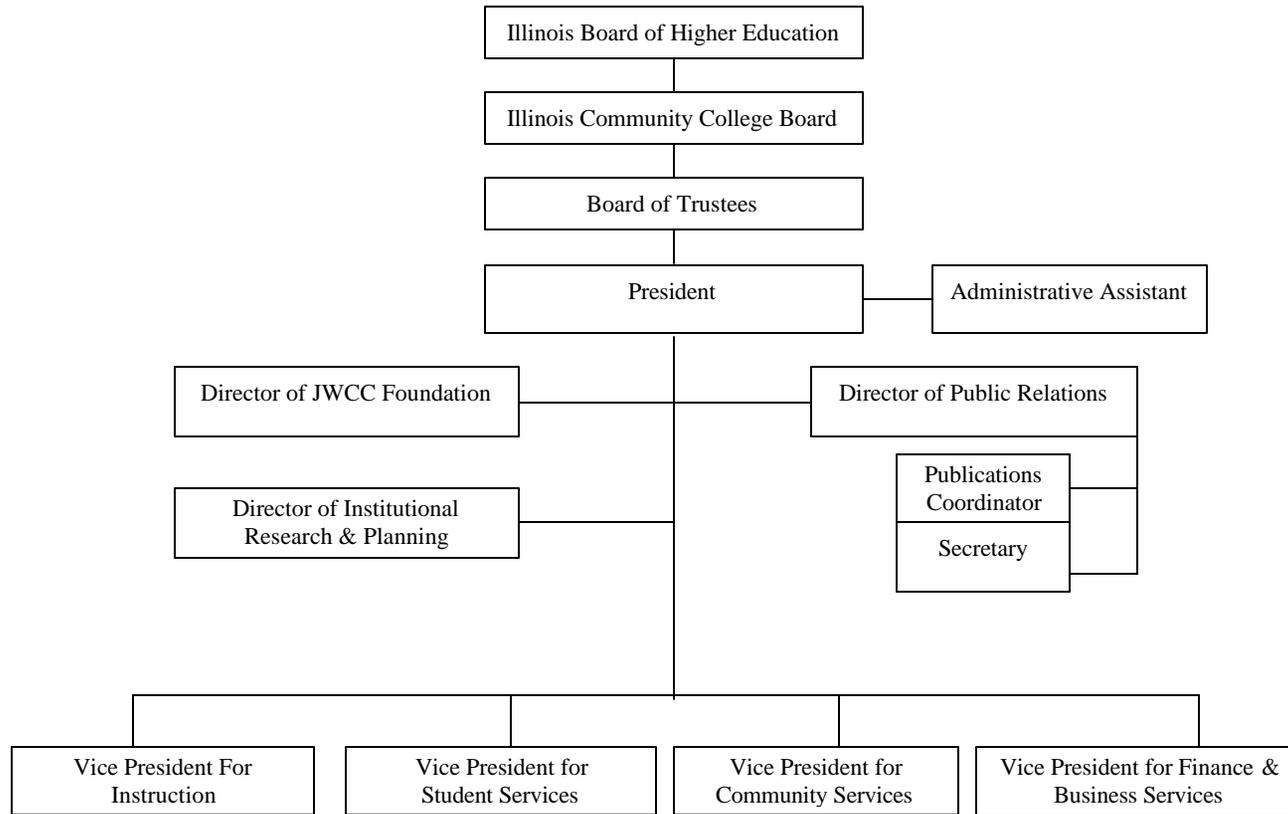 Illinois Board of Higher Education
Illinois Community College Board
Board of Trustees
President
Administrative Assistant
Director of JWCC Foundation
Director of Public Relations
Publications
Coordinator
Secretary
Director of Institutional
Research & Planning
Vice President For
Instruction
Vice President for
Student Services
Vice President for
Community Services
Vice President for Finance &
Business Services